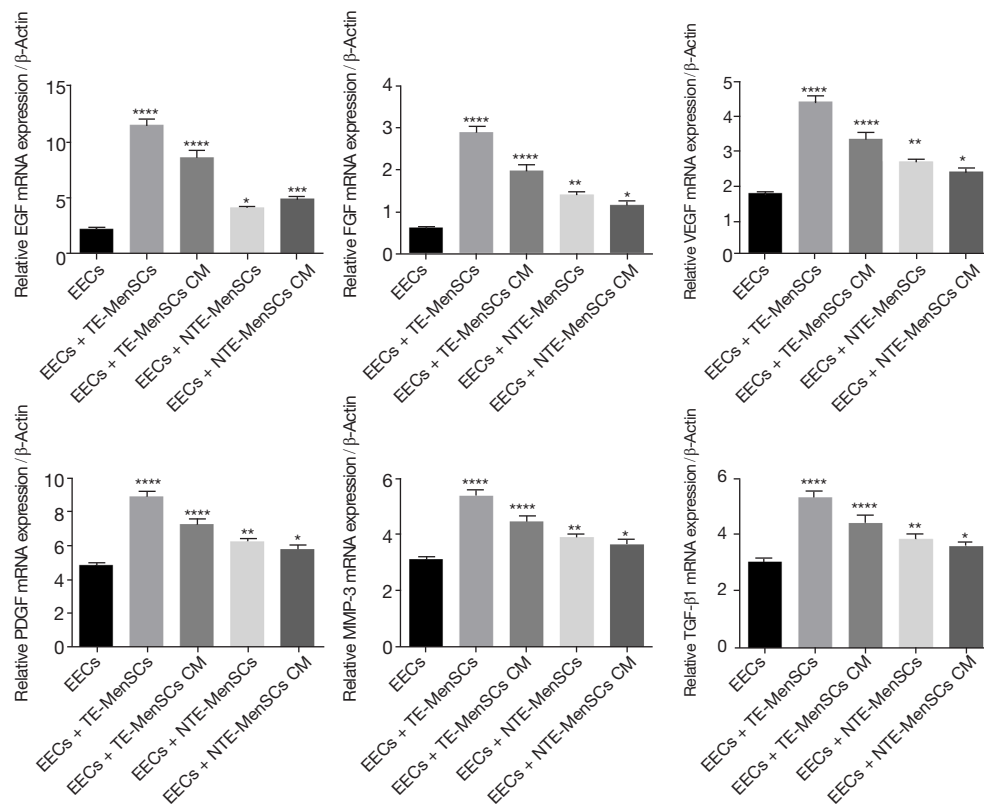 Relative EGF mRNA expression / β-Actin
15
10
5
0
****
****
*
***
EECs
EECs + TE-MenSCs
EECs + TE-MenSCs CM
EECs + NTE-MenSCs
EECs + NTE-MenSCs CM
Relative FGF mRNA expression / β-Actin
4
3
2
1
0
****
****
**
*
EECs
EECs + TE-MenSCs
EECs + TE-MenSCs CM
EECs + NTE-MenSCs
EECs + NTE-MenSCs CM
Relative VEGF mRNA expression / β-Actin
5
4
3
2
1
0
****
****
**
*
EECs
EECs + TE-MenSCs
EECs + TE-MenSCs CM
EECs + NTE-MenSCs
EECs + NTE-MenSCs CM
Relative PDGF mRNA expression / β-Actin
10
8
6
4
2
0
****
****
**
*
EECs
EECs + TE-MenSCs
EECs + TE-MenSCs CM
EECs + NTE-MenSCs
EECs + NTE-MenSCs CM
Relative MMP-3 mRNA expression / β-Actin
6
4
2
0
****
****
**
*
EECs
EECs + TE-MenSCs
EECs + TE-MenSCs CM
EECs + NTE-MenSCs
EECs + NTE-MenSCs CM
Relative TGF-β1 mRNA expression / β-Actin
6
4
2
0
****
****
**
*
EECs
EECs + TE-MenSCs
EECs + TE-MenSCs CM
EECs + NTE-MenSCs
EECs + NTE-MenSCs CM